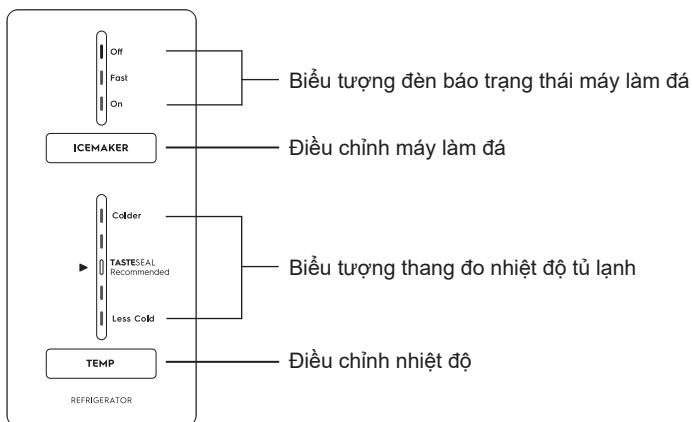 Off
Fast
On
Biểu tượng đèn báo trạng thái máy làm đá
ICEMAKER
Điều chỉnh máy làm đá
Colder
TASTESEAL
Recommended
Biểu tượng thang đo nhiệt độ tủ lạnh
Less Cold
TEMP
Điều chỉnh nhiệt độ
REFRIGERATOR